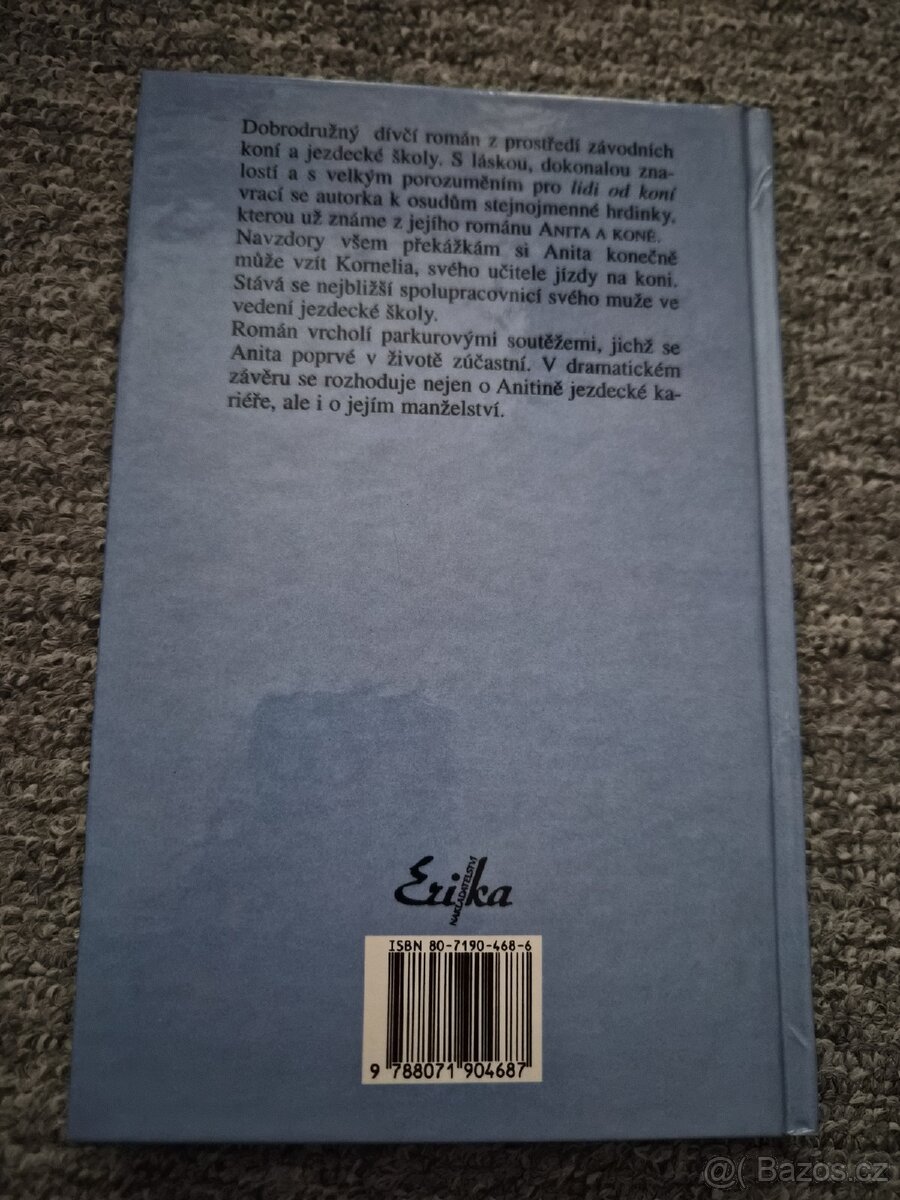 Dobrodružný dívčí román z prostředí závodních
koní a jezdecké školy. S láskou, dokonalou zna-
lostí a s velkým porozuměním pro lidi od koní
vrací se autorka k osudům stejnojmenné hrdinky,
kterou už známe z jejího románu ANITA A KONĚ.
Navzdory všem překážkám si Anita konečně
může vzít Kornelia, svého učitele jízdy na koni.
Stává se nejbližší spolupracovnicí svého muže ve
vedení jezdecké školy.
Román vrcholí parkurovými soutěžemi, jichž se
Anita poprvé v životě zúčastní. V dramatickém
závěru se rozhoduje nejen o Anitině jezdecké ka-
riéře, ale i o jejím manželství.
Erika
NAKLADATELSTVÍ
ISBN 80-7190-468-6
9 788071 904687
@( Bazos.cz